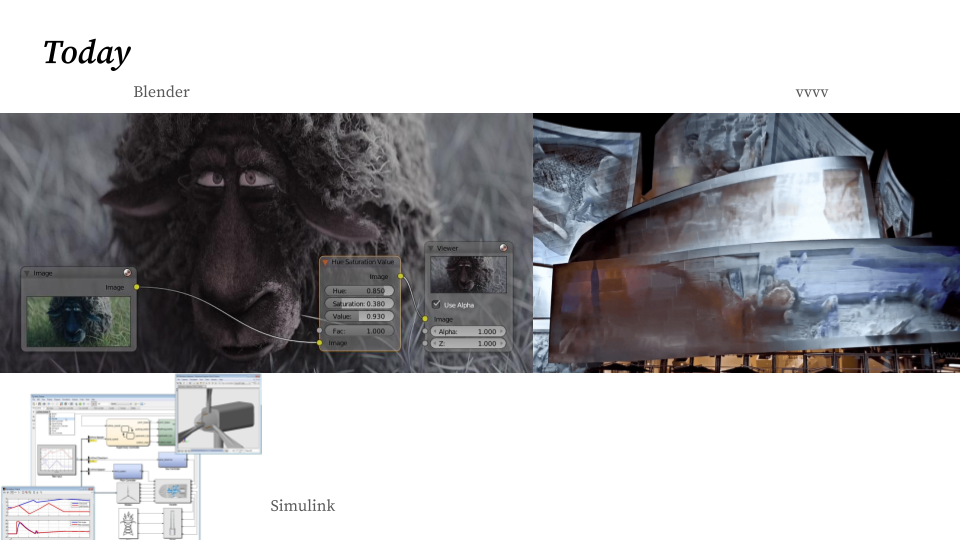 Today
Blender
vvvv
Image
Image
Hue Saturation Value
Image
Hue: 0.850
Saturation: 0.380
Value: 0.930
Fac: 1.000
Image
Viewer
Use Alpha
Image
Alpha: 1.000
Z: 1.000
Simulink